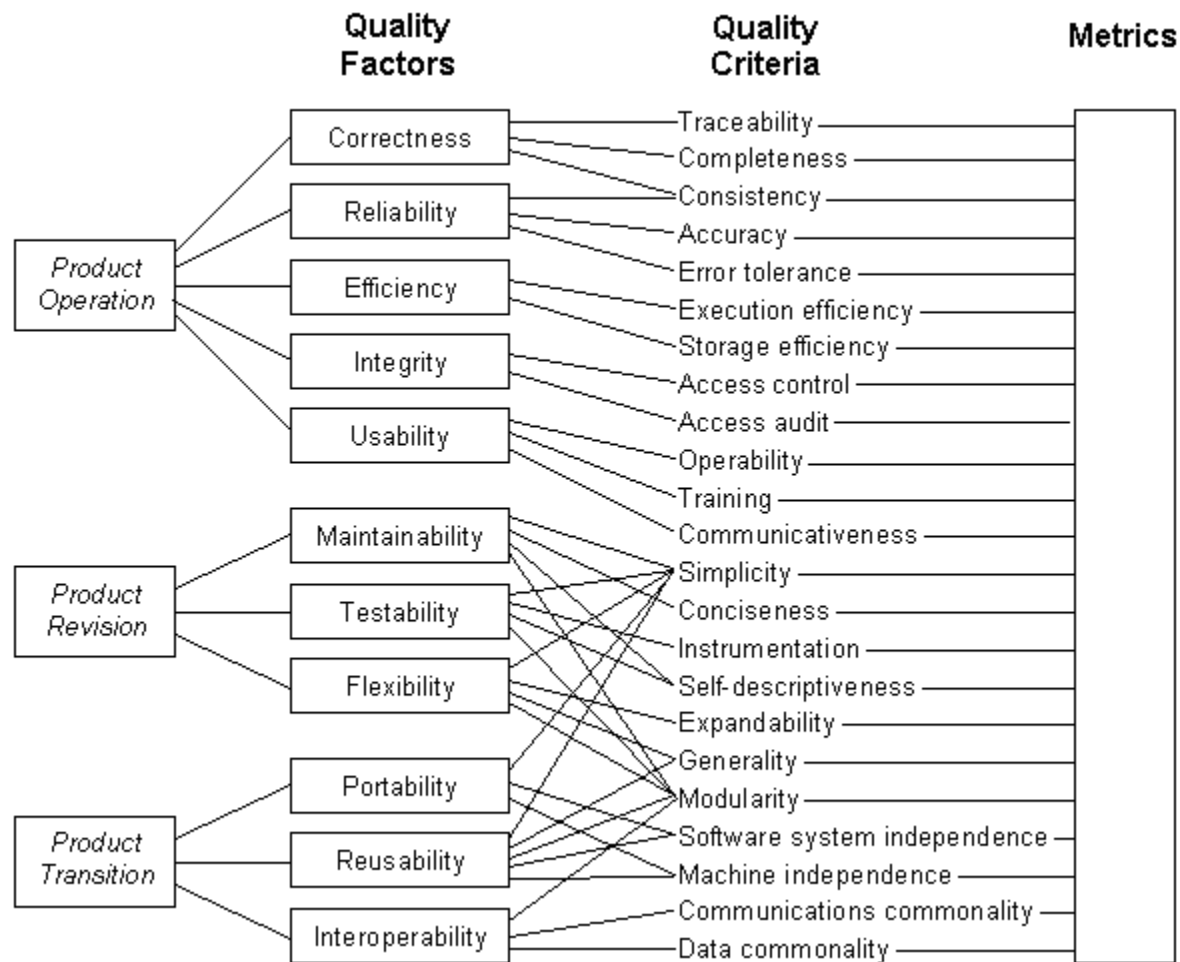 Quality
Factors
Quality
Criteria
Metrics
Product
Operation
Product
Revision
Product
Transition
Correctness
Reliability
Efficiency
Integrity
Usability
Maintainability
Testability
Flexibility
Portability
Reusability
Interoperability
Traceability
Completeness
Consistency
Accuracy
Error tolerance
Execution efficiency
Storage efficiency
Access control
Access audit
Operability
Training
Communicativeness
Simplicity
Conciseness
Instrumentation
Self-descriptiveness
Expandability
Generality
Modularity
Software system independence
Machine independence
Communications commonality
Data commonality